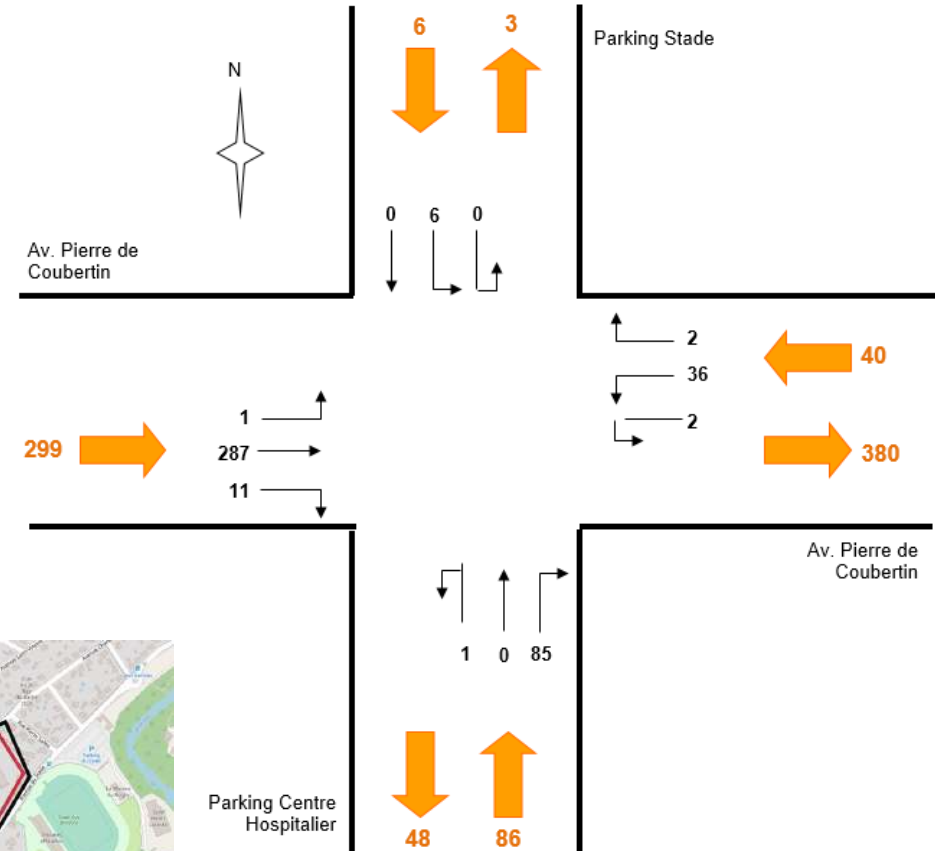 6 3
Parking Stade
N
0 6 0
Av. Pierre de
Coubertin
2
40
36
1
2
299
287
380
11
Av. Pierre de
Coubertin
1 0 85
Parking Centre
Hospitalier
48 86